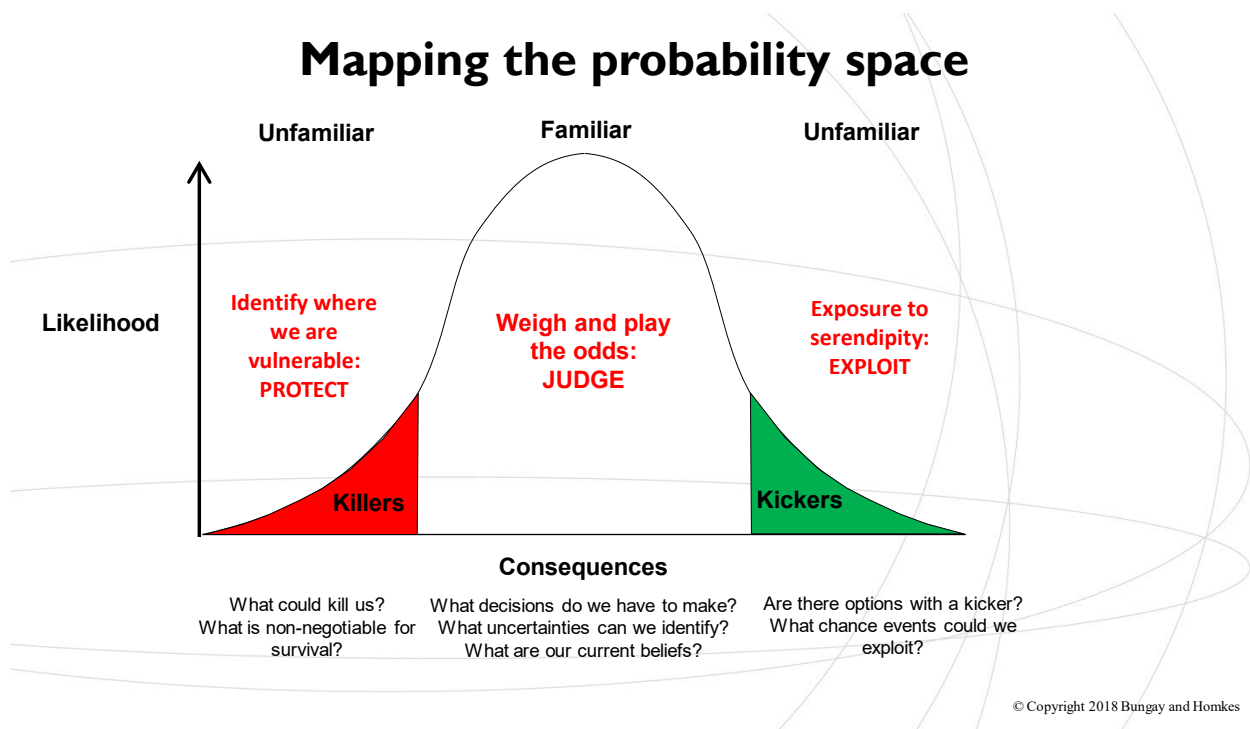 Mapping the probability space
Unfamiliar
Familiar
Unfamiliar
Likelihood
Identify where
we are
vulnerable:
PROTECT
Weigh and play
the odds:
JUDGE
Exposure to
serendipity:
EXPLOIT
Killers
Kickers
Consequences
What could kill us?
What is non-negotiable for
survival?
What decisions do we have to make?
What uncertainties can we identify?
What are our current beliefs?
Are there options with a kicker?
What chance events could we
exploit?
© Copyright 2018 Bungay and Homkes